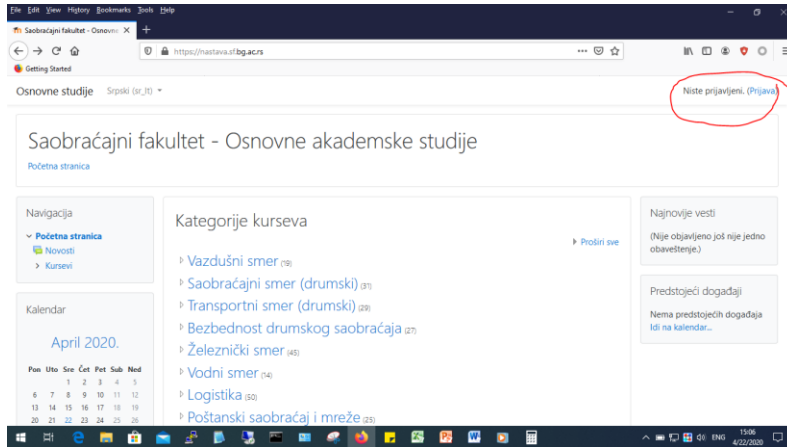 File Edit View History Bookmarks Tools Help
Saobraćajni fakultet - Osnovne
https://nastava.sf.bg.ac.rs
Getting Started
Osnovne studije Srpski (sr_lt)
Niste prijavljeni. (Prijava)
Saobraćajni fakultet - Osnovne akademske studije
Početna stranica
Navigacija
Početna stranica
Novosti
Kursevi
Kalendar
April 2020.
Pon Uto Sre Čet Pet Sub Ned
1 2 3 4 5
6 7 8 9 10 11 12
13 14 15 16 17 18 19
20 21 22 23 24 25 26
Kategorije kurseva
Proširi sve
Vazdušni smer (19)
Saobraćajni smer (drumski) (31)
Transportni smer (drumski) (29)
Bezbednost drumskog saobraćaja (27)
Železnički smer (45)
Vodni smer (14)
Logistika (50)
Poštanski saobraćaj i mreže (25)
Najnovije vesti
(Nije objavljeno još nije jedno
obaveštenje.)
Predstojeći događaji
Nema predstojećih događaja
Idi na kalendar...
ENG
15:06
4/22/2020